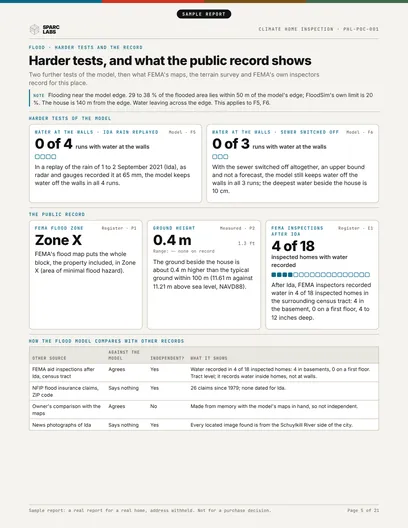 SAMPLE REPORT
SPARC
LABS
CLIMATE HOME INSPECTION · PHL-POC-001
FLOOD · HARDER TESTS AND THE RECORD
Harder tests, and what the public record shows
Two further tests of the model, then what FEMA's maps, the terrain survey and FEMA's own inspectors
record for this place.
NOTE Flooding near the model edge. 29 to 38 % of the flooded area lies within 50 m of the model's edge; FloodSim's own limit is 20
%. The house is 140 m from the edge. Water leaving across the edge. This applies to F5, F6.
HARDER TESTS OF THE MODEL
WATER AT THE WALLS · IDA RAIN REPLAYED Model · F5
0 of 4 runs with water at the walls
In a replay of the rain of 1 to 2 September 2021 (Ida), as
radar and gauges recorded it at 65 mm, the model keeps
water off the walls in all 4 runs.
WATER AT THE WALLS · SEWER SWITCHED OFF Model · F6
0 of 3 runs with water at the walls
With the sewer switched off altogether, an upper bound
and not a forecast, the model still keeps water off the
walls in all 3 runs; the deepest water beside the house is
10 cm.
THE PUBLIC RECORD
FEMA FLOOD ZONE Register · P1
Zone X
FEMA's flood map puts the whole
block, the property included, in Zone
X (area of minimal flood hazard).
GROUND HEIGHT Measured · P2
0.4 m 1.3 ft
Range: — none on record
The ground beside the house is
about 0.4 m higher than the typical
ground within 100 m (11.61 m against
11.21 m above sea level, NAVD88).
FEMA INSPECTIONS Register · I1
AFTER IDA
4 of 18
inspected homes with water
recorded
After Ida, FEMA inspectors recorded
water in 4 of 18 inspected homes in
the surrounding census tract: 4 in
the basement, 0 on a first floor, 4 to
12 inches deep.
HOW THE FLOOD MODEL COMPARES WITH OTHER RECORDS
OTHER SOURCE AGAINST THE MODEL INDEPENDENT? WHAT IT SHOWS
FEMA aid inspections after Ida, census tract Agrees Yes Water recorded in 4 of 18 inspected homes: 4 in basements, 0 on a first floor. Tract level; it records water inside homes, not at walls.
NFIP flood insurance claims, ZIP code Says nothing Yes 26 claims since 1979; none dated for Ida.
Owner's comparison with the maps Agrees No Made from memory with the model's maps in hand, so not independent.
News photographs of Ida Says nothing Yes Every located image found is from the Schuylkill River side of the city.
Sample report: a real report for a real home, address withheld. Not for a purchase decision. Page 5 of 21